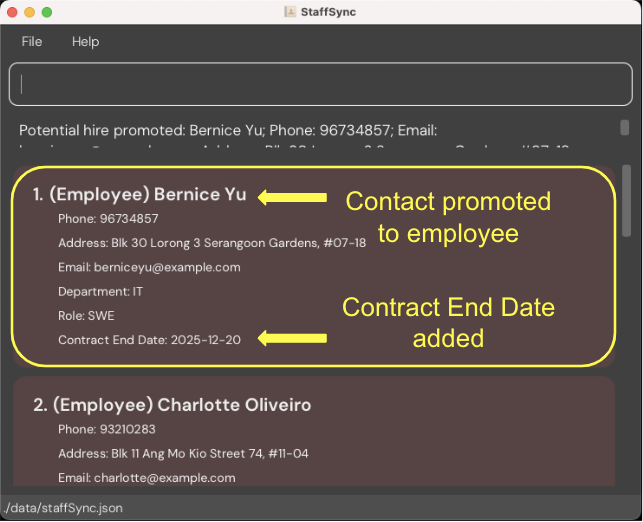 StaffSync
File Help
Potential hire promoted: Bernice Yu; Phone: 96734857; Email:
1. (Employee) Bernice Yu
Phone: 96734857
Address: Blk 30 Lorong 3 Serangoon Gardens, #07-18
Email: berniceyu@example.com
Department: IT
Role: SWE
Contract End Date: 2025-12-20
Contact promoted
to employee
Contract End Date
added
2. (Employee) Charlotte Oliveiro
Phone: 93210283
Address: Blk 11 Ang Mo Kio Street 74, #11-04
Email: charlotte@example.com
./data/staffSync.json